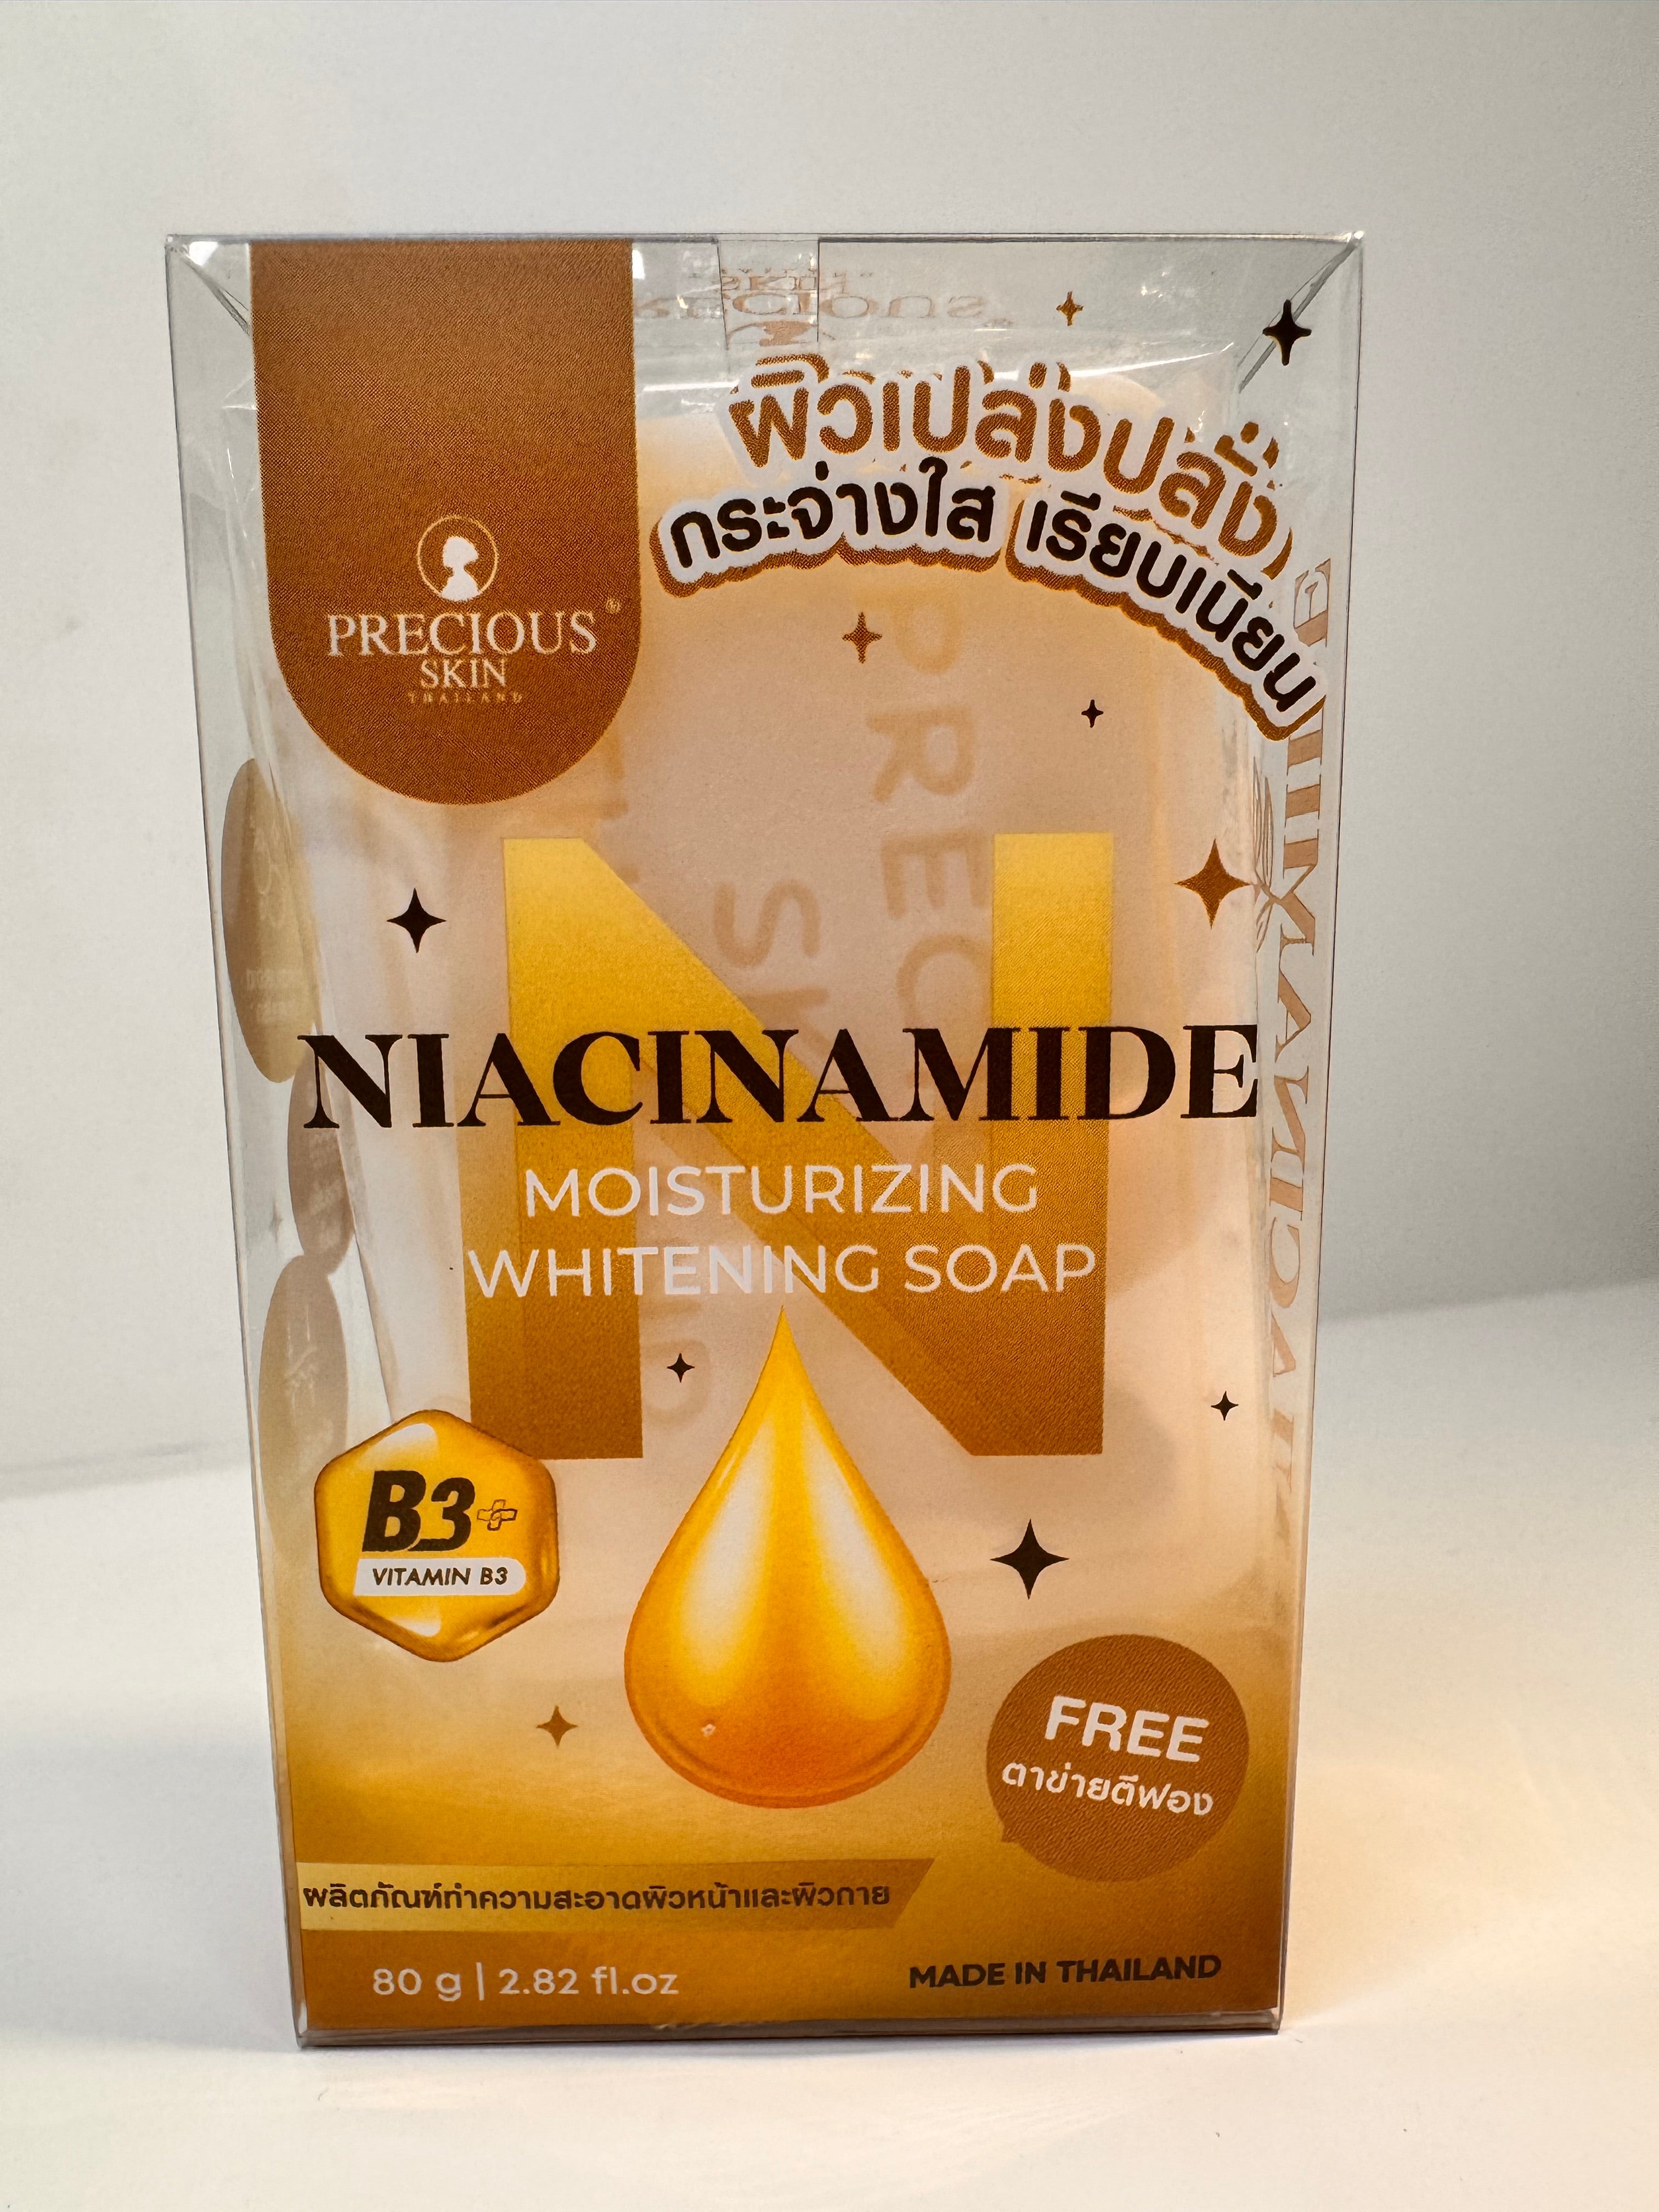 ผิวเปล่งปลั่ง
กระจ่างใส เรียบเนียน
PRECIOUS
SKIN
THAILAND
NIACINAMIDE
MOISTURIZING
WHITENING SOAP
B3+
VITAMIN B3
FREE
ตาข่ายตีฟอง
ผลิตภัณฑ์ทำความสะอาดผิวหน้าและผิวกาย
80 g | 2.82 fl.oz
MADE IN THAILAND